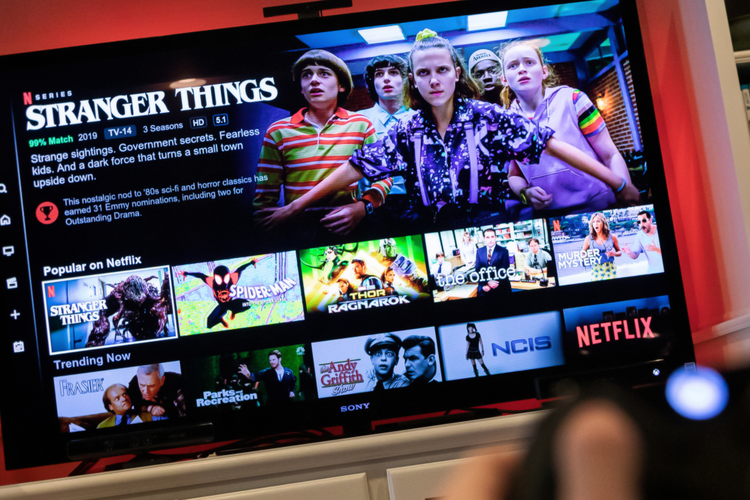 N SERIES
STRANGER THINGS
99% Match 2019 TV-14 3 Seasons HD 5.1
Strange sightings. Government secrets. Fearless
kids. And a dark force that turns a small town
upside down.
This nostalgic nod to '80s sci-fi and horror classics has
earned 31 Emmy nominations, including two for
Outstanding Drama.
Popular on Netflix
N
STRANGER
THINGS
SPIDER-MAN
THOR
RAGNAROK
the office
N
MURDER
MYSTERY
Trending Now
FRASIER
Parks and
Recreation
The
Andy
Griffith
Show
NCIS
NETFLIX
SONY